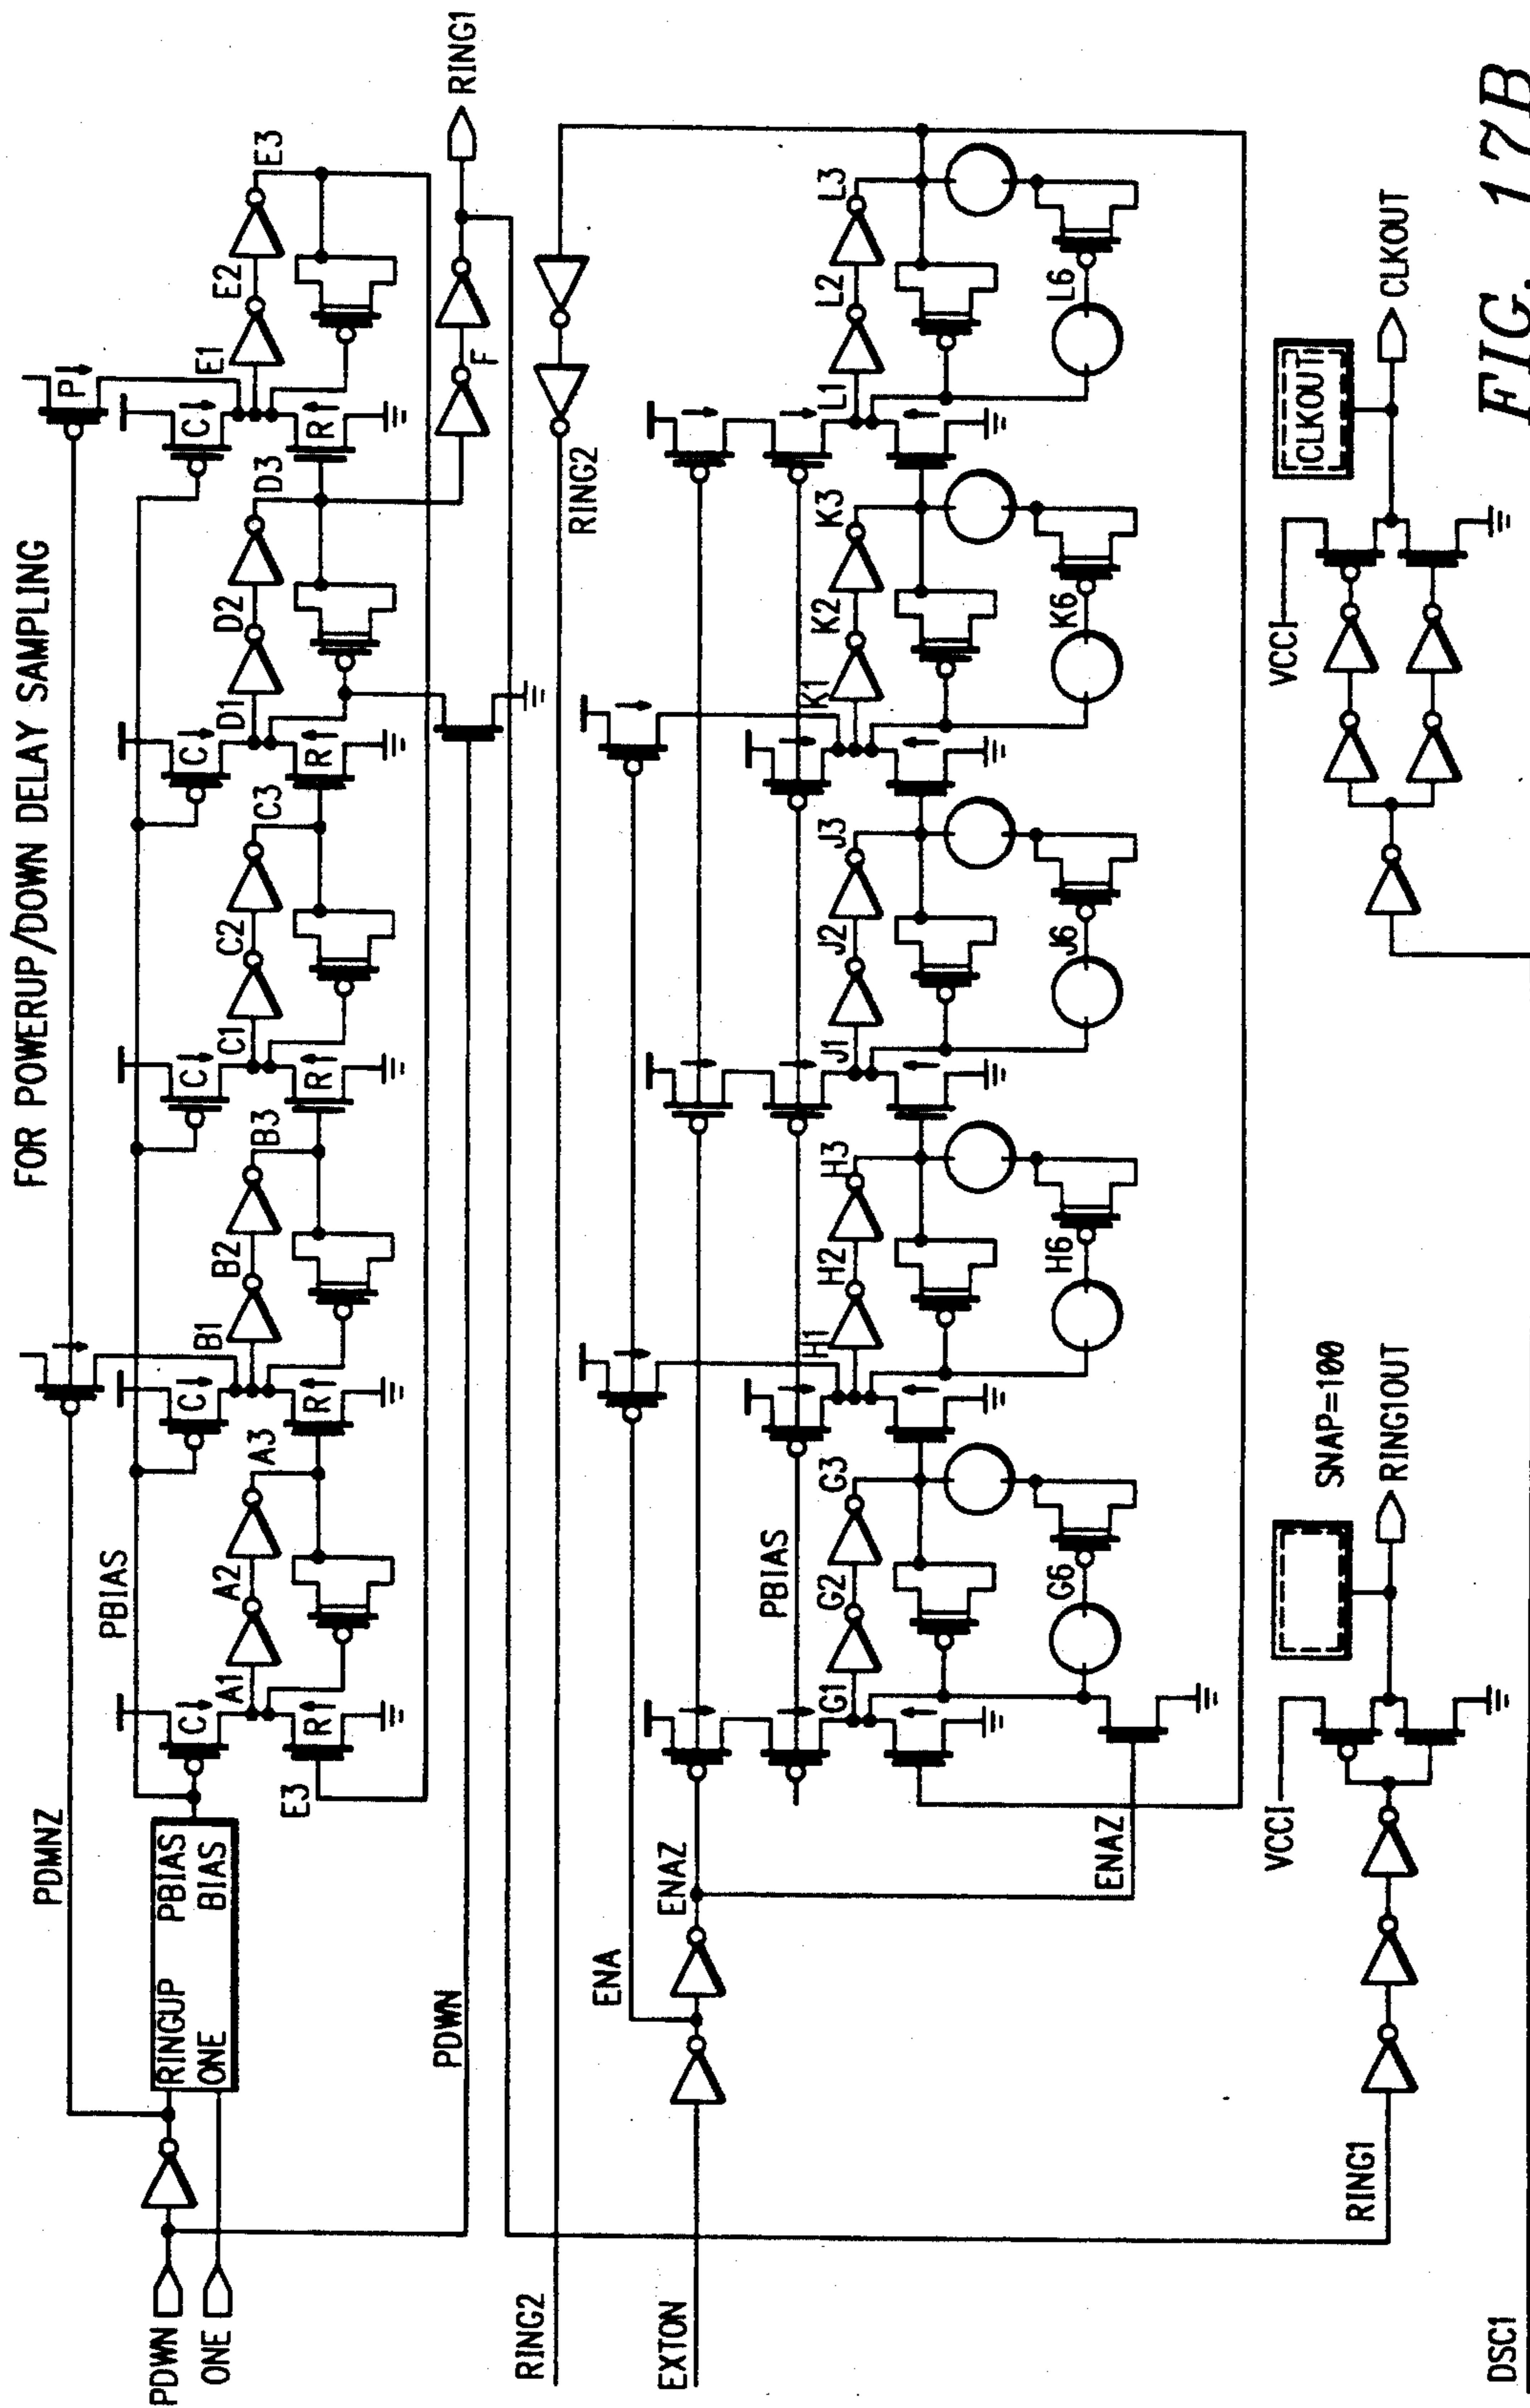 FOR POWERUP/DOWN DELAY SAMPLING
PDMNZ
P
PDWN
ONE
RINGUP PBIAS
ONE BIAS
PBIAS
C C C C C
A1 A2 A3 B1 B2 B3 C1 C2 C3 D1 D2 D3 E1 E2 E3
E3
R R R R R
PDWN
F
RING1
RING2
RING2
EXTON
ENA
ENAZ
PBIAS
G1 G2 G3 H1 H2 H3 J1 J2 J3 K1 K2 K3 L1 L2 L3
G6 H6 J6 K6 L6
ENAZ
RING1
VCCI
SNAP=100
RING1OUT
VCCI
CLKOUT
CLKOUT
DSC1
FIG. 17B